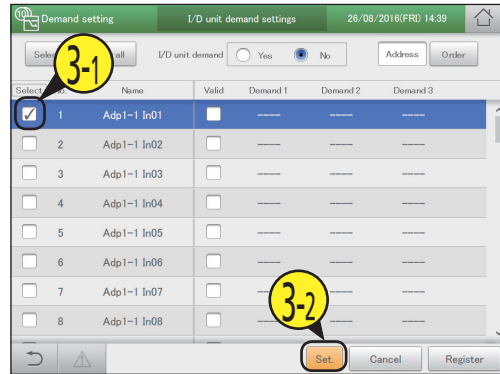 Demand setting I/D unit demand settings 26/08/2016(FRI) 14:39
all I/D unit demand Yes No Address Order
3-1
Select No. Name Valid Demand 1 Demand 2 Demand 3
1 Adp1-1 In01 ---- ---- ----
2 Adp1-1 In02 ---- ---- ----
3 Adp1-1 In03 ---- ---- ----
4 Adp1-1 In04 ---- ---- ----
5 Adp1-1 In05 ---- ---- ----
6 Adp1-1 In06 ---- ---- ----
7 Adp1-1 In07 ---- ---- ----
8 Adp1-1 In08 ---- ---- ----
3-2
Set. Cancel Register